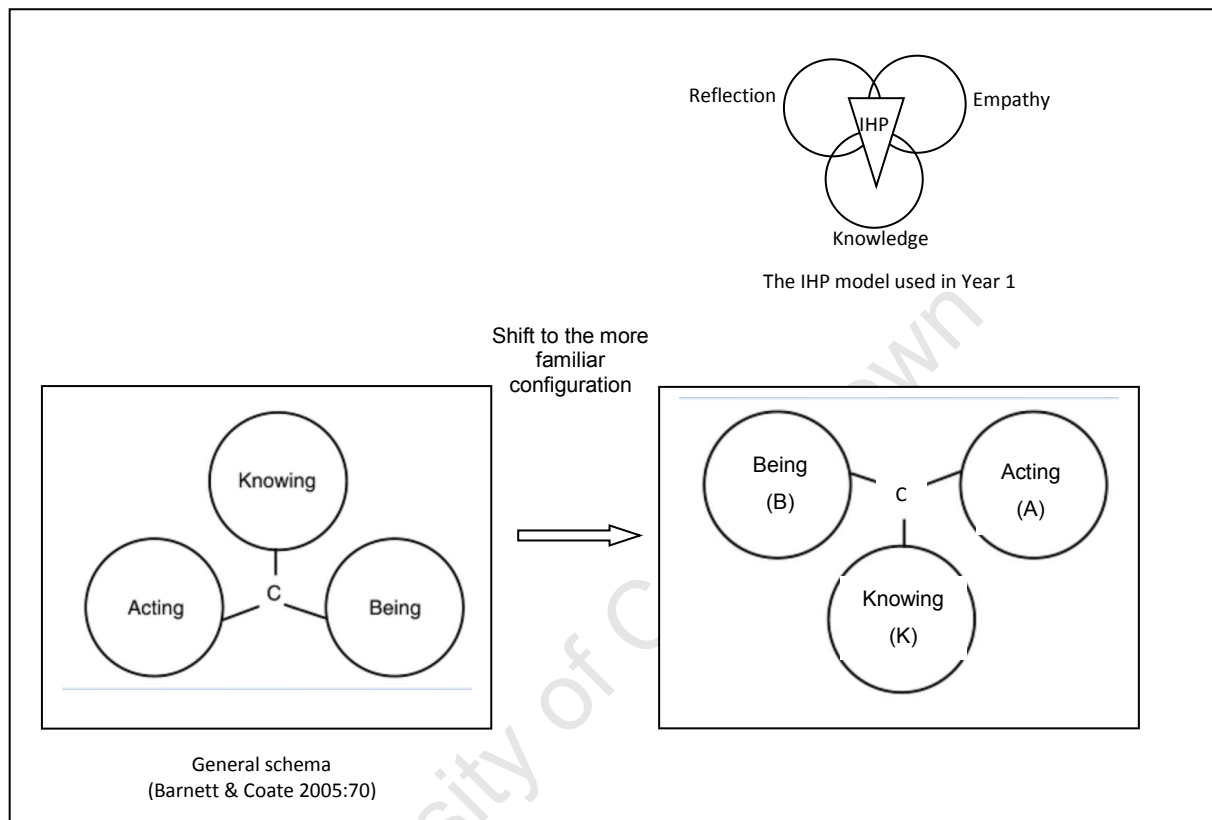 Reflection
Empathy
IHP
Knowledge
The IHP model used in Year 1
Shift to the more
familiar
configuration
Knowing
Acting
C
Being
Being
(B)
C
Acting
(A)
Knowing
(K)
General schema
(Barnett & Coate 2005:70)